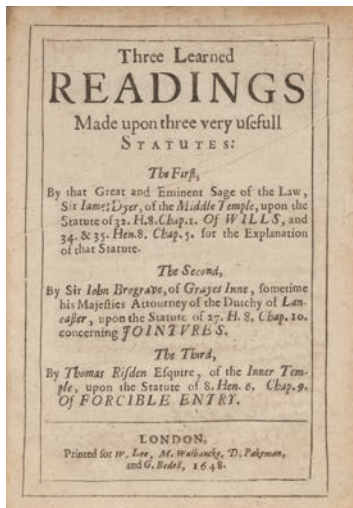 Three Learned
READINGS
Made upon three very usefull
STATUTES:
The First,
By that Great and Eminent Sage of the Law,
Sir Iames Dyer, of the Middle Temple, upon the
Statute of 32. H.8. Chap. 1. Of WILLS, and
34. & 35. Hen. 8. Chap. 5. for the Explanation
of that Statute.
The Second,
By Sir Iohn Brograve, of Grayes Inne, sometime
his Majesties Attourney of the Dutchy of Lan-
caster, upon the Statute of 27. H. 8. Chap. 10.
concerning JOINTVRES.
The Third,
By Thomas Risden Esquire, of the Inner Tem-
ple, upon the Statute of 8. Hen. 6. Chap. 9.
Of FORCIBLE ENTRY.
LONDON,
Printed for W. Lee, M. Walbancke, D. Pakeman,
and G. Bedell, 1648.